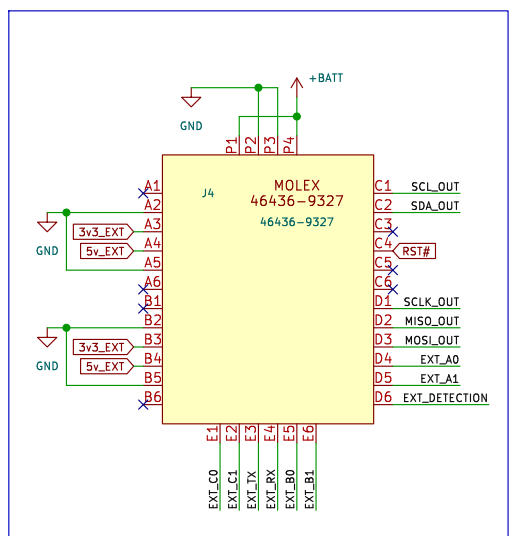 +BATT
GND
P1
P2
P3
P4
J4
MOLEX
46436-9327
46436-9327
A1
A2
A3
A4
A5
A6
B1
B2
B3
B4
B5
B6
GND
3v3_EXT
5v_EXT
GND
3v3_EXT
5v_EXT
C1 SCL_OUT
C2 SDA_OUT
C3
C4 RST#
C5
C6
D1 SCLK_OUT
D2 MISO_OUT
D3 MOSI_OUT
D4 EXT_A0
D5 EXT_A1
D6 EXT_DETECTION
E1
E2
E3
E4
E5
E6
EXT_C0
EXT_C1
EXT_TX
EXT_RX
EXT_B0
EXT_B1